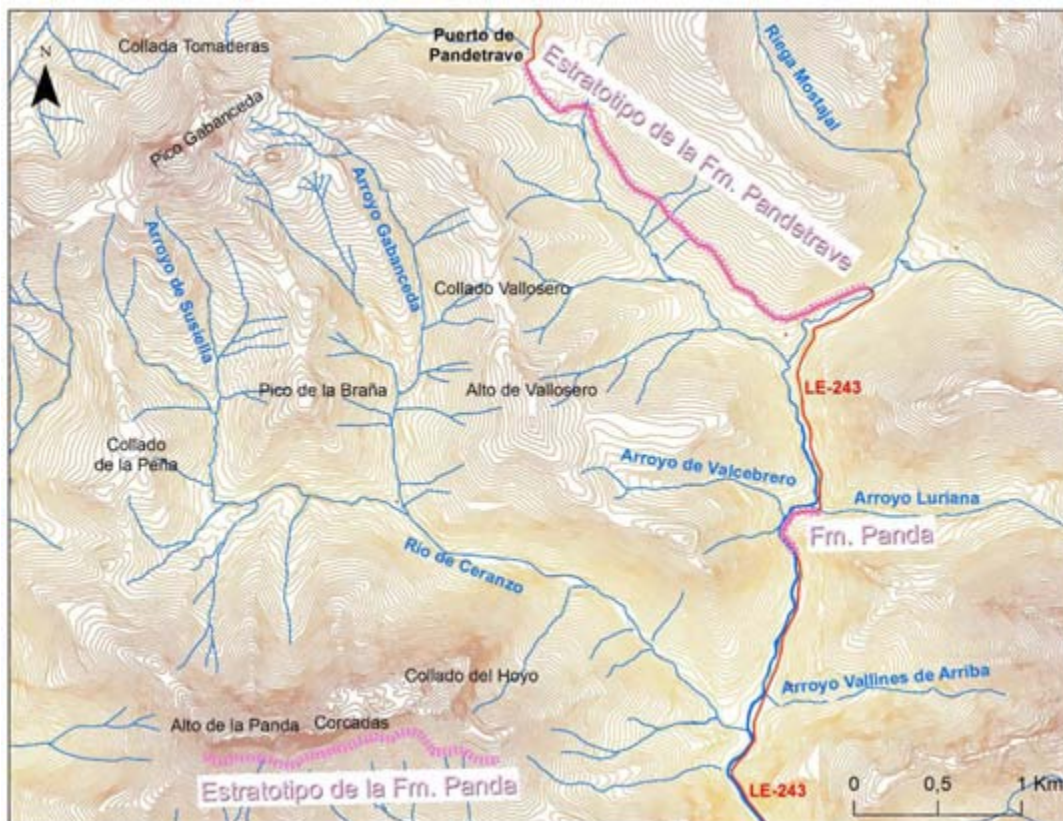 Collada Tomaderas
Puerto de
Pandetrave
N
Riega Mostajal
Estratotipo de la Fm. Pandetrave
Pico Gabanceda
Arroyo Gabanceda
Arroyo de Susiella
Collado Vallosero
Pico de la Braña
Alto de Vallosero
LE-243
Collado
de la Peña
Arroyo de Valcebrero
Arroyo Luriana
Fm. Panda
Río de Ceranzo
Collado del Hoyo
Arroyo Vallines de Arriba
Alto de la Panda
Corcadas
Estratotipo de la Fm. Panda
LE-243
0 0,5 1 Km